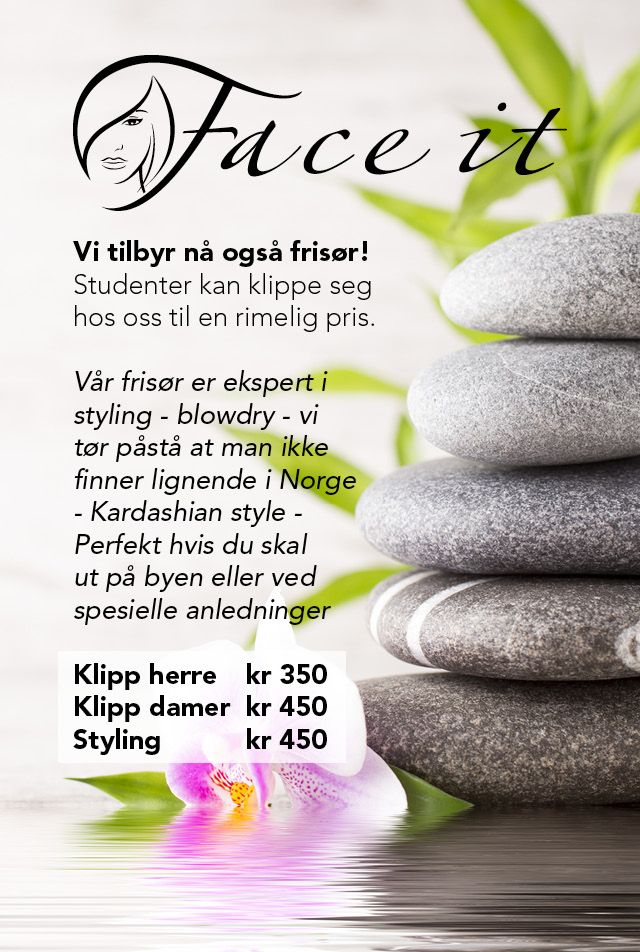 Face it
Vi tilbyr nå også frisør!
Studenter kan klippe seg
hos oss til en rimelig pris.
Vår frisør er ekspert i
styling - blowdry - vi
tør påstå at man ikke
finner lignende i Norge
- Kardashian style -
Perfekt hvis du skal
ut på byen eller ved
spesielle anledninger
Klipp herre kr 350
Klipp damer kr 450
Styling kr 450